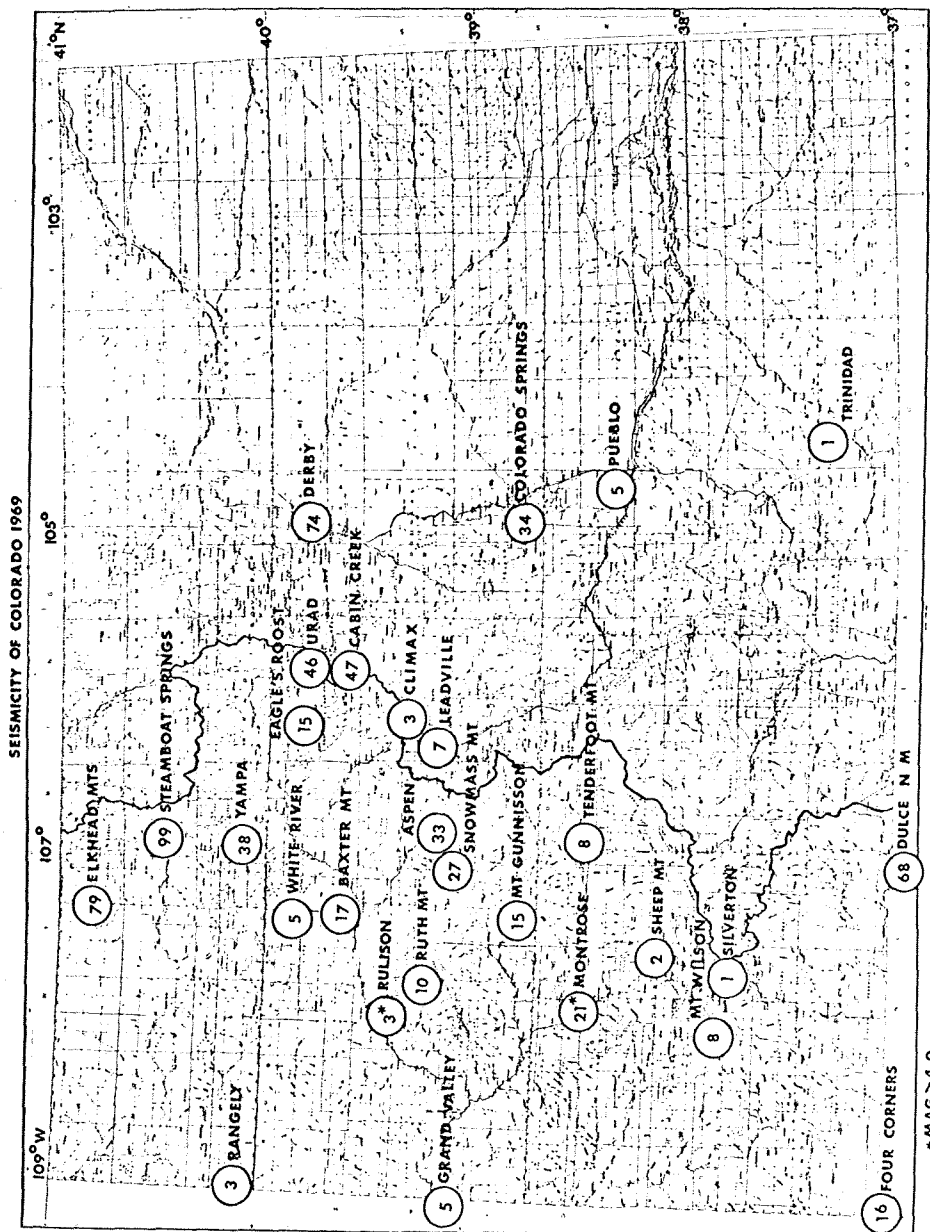 SEISMICITY OF COLORADO 1969
109°W
107°
105°
103°
41°N
79 ELKHEAD MTS
99 STEAMBOAT SPRINGS
3 RANGELY
38 YAMPA
40°
5 WHITE RIVER
EAGLE'S ROOST
15
46 URAD
74 DERBY
17 BAXTER MT
47 CABIN CREEK
3* RULISON
10 RUTH MT
ASPEN
33
3 CLIMAX
7 LEADVILLE
27 SNOWMASS MT
5 GRAND VALLEY
39°
15 MT GUNNISON
34 COLORADO SPRINGS
21* MONTROSE
8 TENDERFOOT MT
5 PUEBLO
2 SHEEP MT
38°
MT WILSON
8
1 SILVERTON
1 TRINIDAD
16 FOUR CORNERS
68 DULCE N M
37°
OKLAHOMA